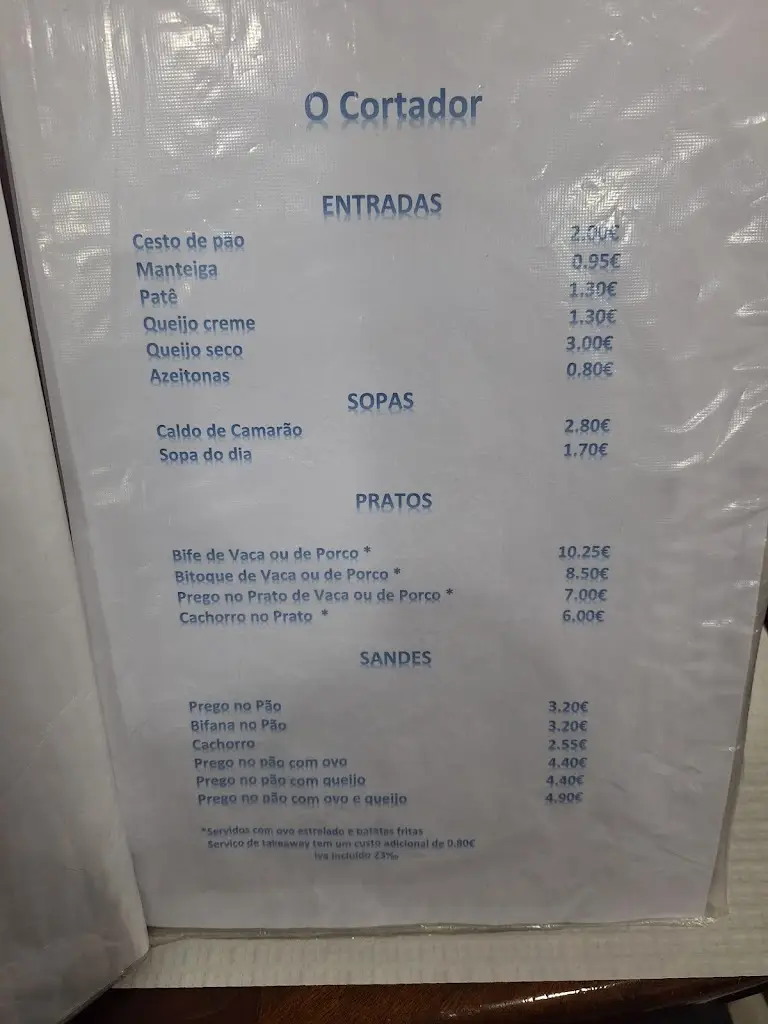 O Cortador
ENTRADAS
Cesto de pão 2.00€
Manteiga 0.95€
Patê 1.30€
Queijo creme 1.30€
Queijo seco 3.00€
Azeitonas 0.80€
SOPAS
Caldo de Camarão 2.80€
Sopa do dia 1.70€
PRATOS
Bife de Vaca ou de Porco * 10.25€
Bitoque de Vaca ou de Porco * 8.50€
Prego no Prato de Vaca ou de Porco * 7.00€
Cachorro no Prato * 6.00€
SANDES
Prego no Pão 3.20€
Bifana no Pão 3.20€
Cachorro 2.55€
Prego no pão com ovo 4.40€
Prego no pão com queijo 4.40€
Prego no pão com ovo e queijo 4.90€
*Servidos com ovo estrelado e batatas fritas
Serviço de takeaway tem um custo adicional de 0.80€
Iva incluído 23%